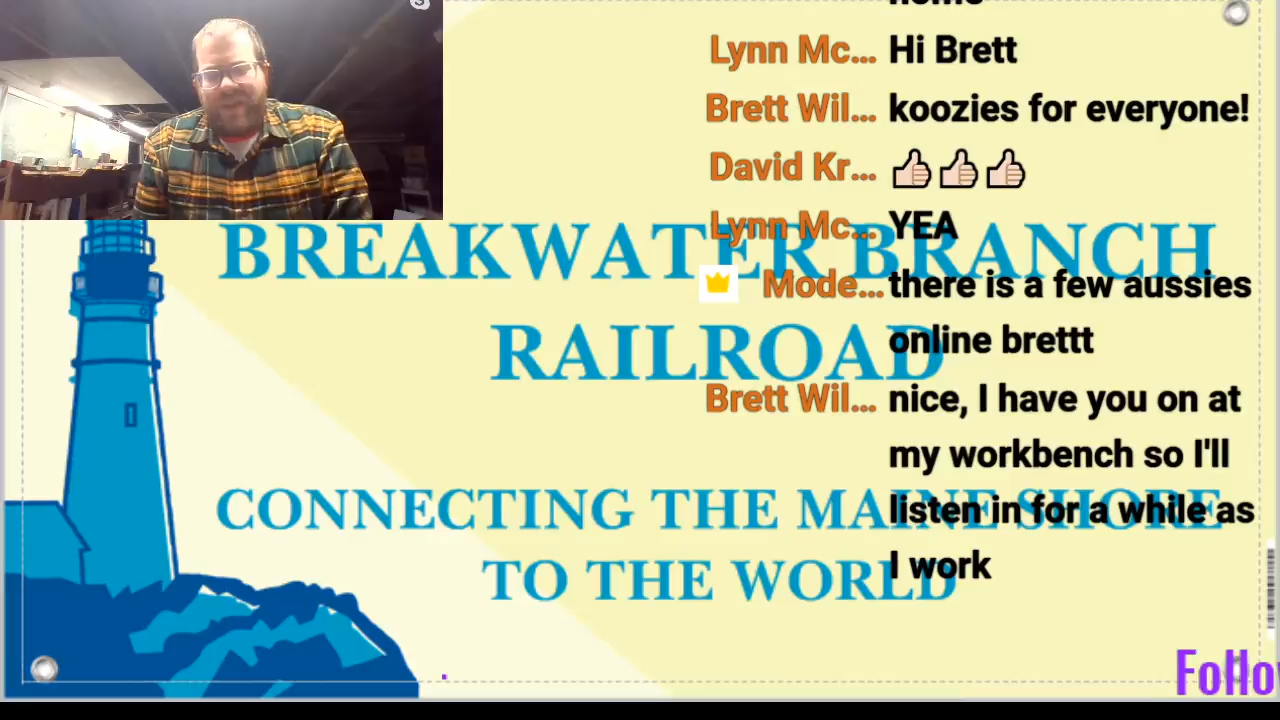 Lynn Mc... Hi Brett
Brett Wil... koozies for everyone!
David Kr... 👍🏻👍🏻👍🏻
Lynn Mc... YEA
BREAKWATER BRANCH
Mode... there is a few aussies
online brettt
RAILROAD
Brett Wil... nice, I have you on at
my workbench so I'll
listen in for a while as
I work
CONNECTING THE MAINE SHORE
TO THE WORLD
Follo